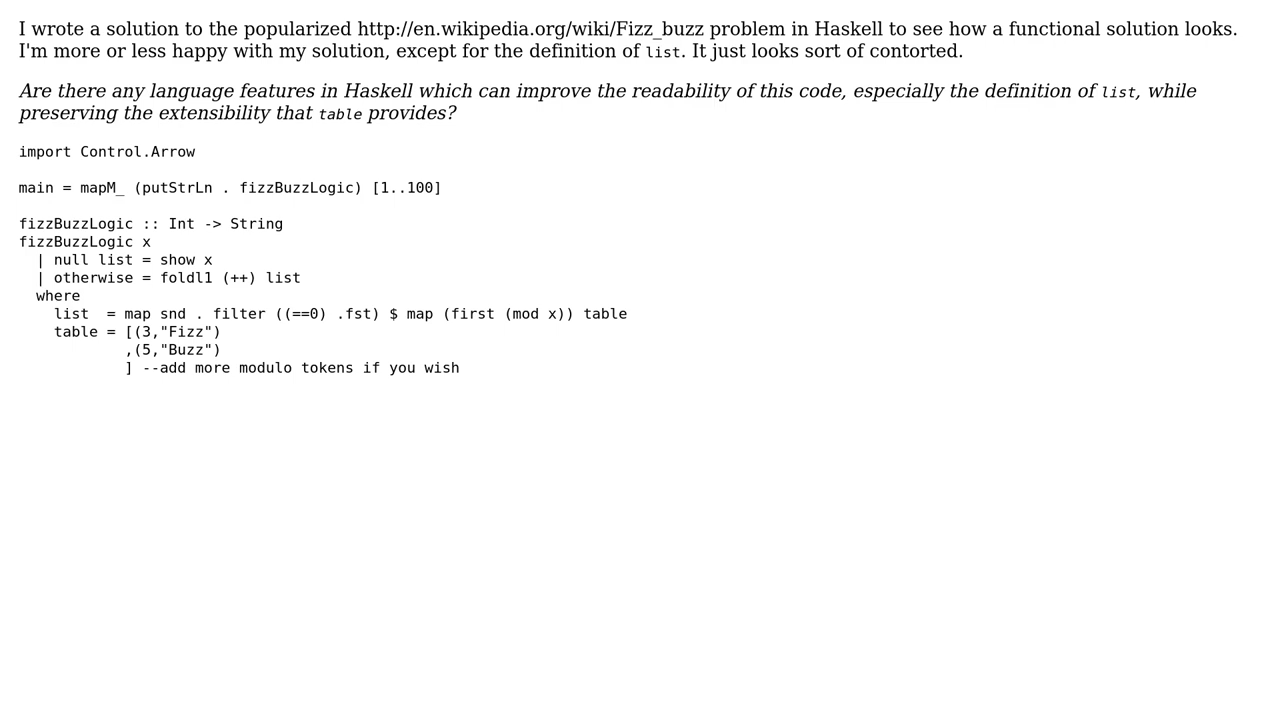 I wrote a solution to the popularized http://en.wikipedia.org/wiki/Fizz_buzz problem in Haskell to see how a functional solution looks.
I'm more or less happy with my solution, except for the definition of list. It just looks sort of contorted.
Are there any language features in Haskell which can improve the readability of this code, especially the definition of list, while
preserving the extensibility that table provides?
import Control.Arrow
main = mapM_ (putStrLn . fizzBuzzLogic) [1..100]
fizzBuzzLogic :: Int -> String
fizzBuzzLogic x
  | null list = show x
  | otherwise = foldl1 (++) list
  where
    list  = map snd . filter ((==0) .fst) $ map (first (mod x)) table
    table = [(3,"Fizz")
            ,(5,"Buzz")
            ] --add more modulo tokens if you wish